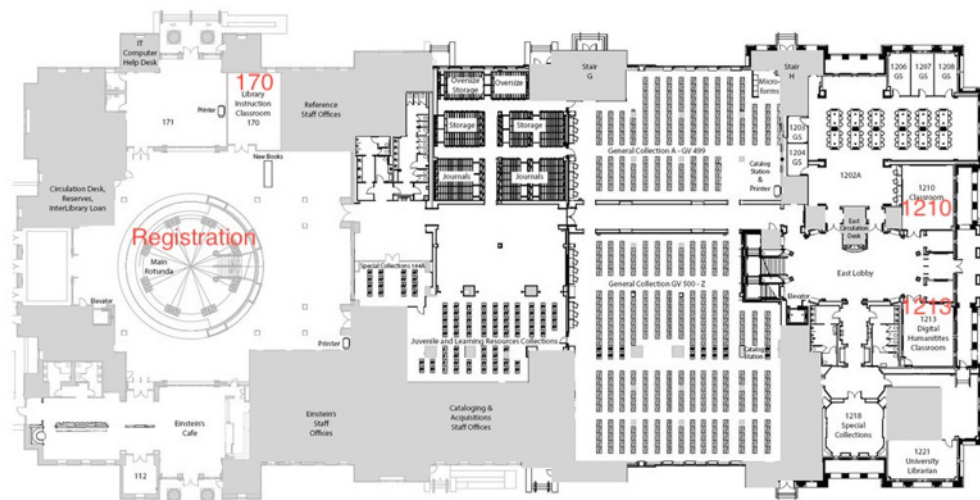 IT
Computer
Help Desk
170
Library
Instruction
Classroom
170
Reference
Staff Offices
171
Printer
New Books
Circulation Desk,
Reserves,
InterLibrary Loan
Registration
Main
Rotunda
Elevator
Printer
Einstein's
Cafe
112
Einstein's
Staff
Offices
Cataloging &
Acquisitions
Staff Offices
Oversize
Storage
Oversize
Storage
Storage
Journals
Journals
Special Collections 144A
Juvenile and Learning Resources Collections
Stair
G
General Collection A - GV 499
General Collection GV 500 - Z
Micro-
forms
Catalog
Station
& Printer
Catalog
Station
Stair
H
1203
GS
1204
GS
1206
GS
1207
GS
1208
GS
1202A
1210
Classroom
1210
East
Circulation
Desk
East Lobby
Elevator
1213
1213
Digital
Humanitites
Classroom
1218
Special
Collections
1221
University
Librarian